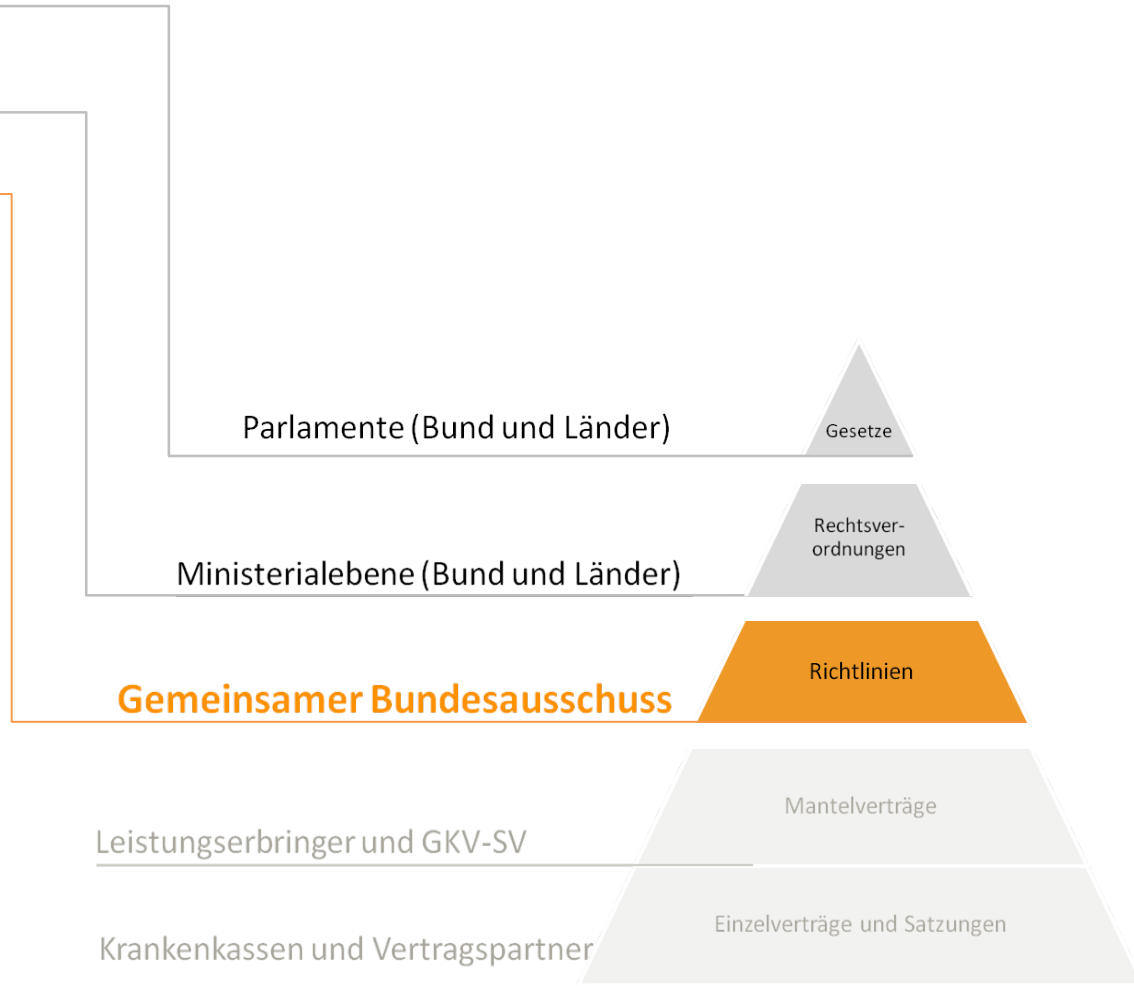 Parlamente (Bund und Länder)
Gesetze
Rechtsver-
ordnungen
Ministerialebene (Bund und Länder)
Richtlinien
Gemeinsamer Bundesausschuss
Mantelverträge
Leistungserbringer und GKV-SV
Einzelverträge und Satzungen
Krankenkassen und Vertragspartner